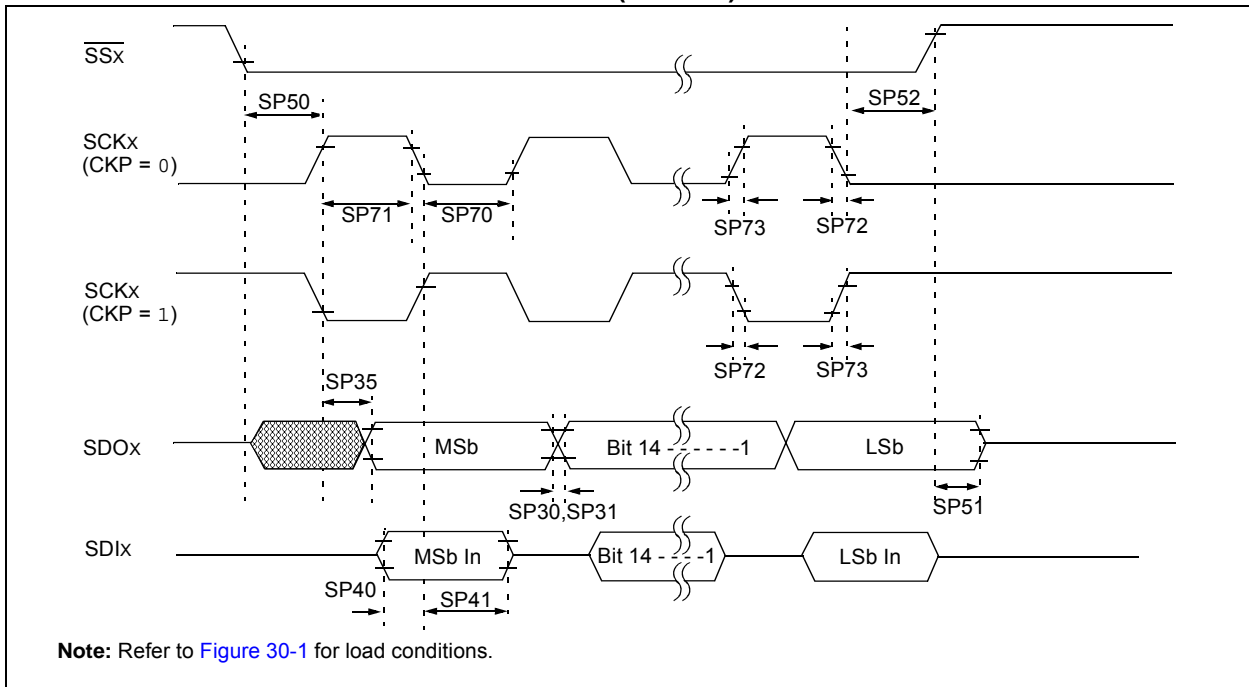 SSx
SP50
SP52
SCKx
(CKP = 0)
SP71
SP70
SP73
SP72
SCKx
(CKP = 1)
SP72
SP73
SP35
SDOx
MSb
Bit 14 - - - - - -1
LSb
SP30,SP31
SP51
SDIx
MSb In
Bit 14 - - - -1
LSb In
SP40
SP41
Note: Refer to Figure 30-1 for load conditions.